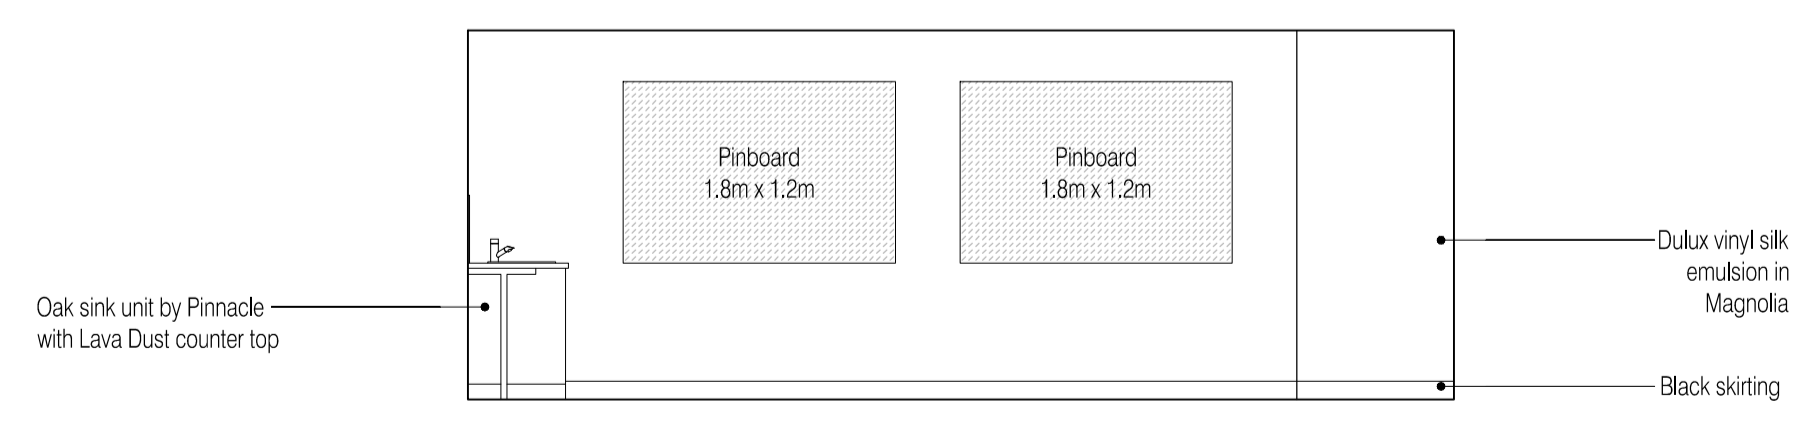 Pinboard
1.8m x 1.2m
Pinboard
1.8m x 1.2m
Dulux vinyl silk
emulsion in
Magnolia
Oak sink unit by Pinnacle
with Lava Dust counter top
Black skirting